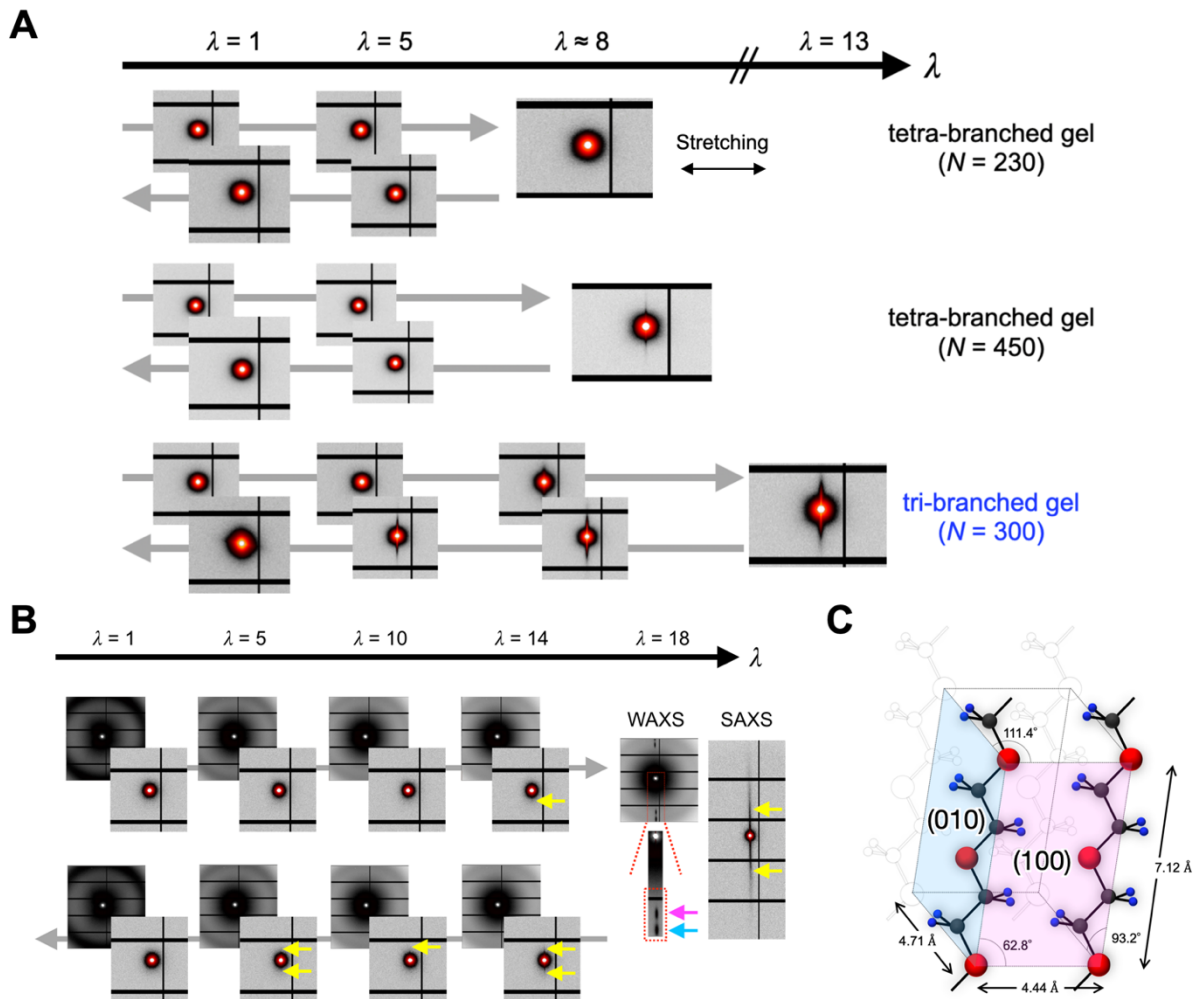 A
λ = 1 λ = 5 λ ≈ 8 λ = 13
λ
Stretching
tetra-branched gel
(N = 230)
tetra-branched gel
(N = 450)
tri-branched gel
(N = 300)
B
λ = 1 λ = 5 λ = 10 λ = 14 λ = 18
λ
WAXS SAXS
C
111.4°
(010)
(100)
7.12 Å
4.71 Å
62.8°
93.2°
4.44 Å